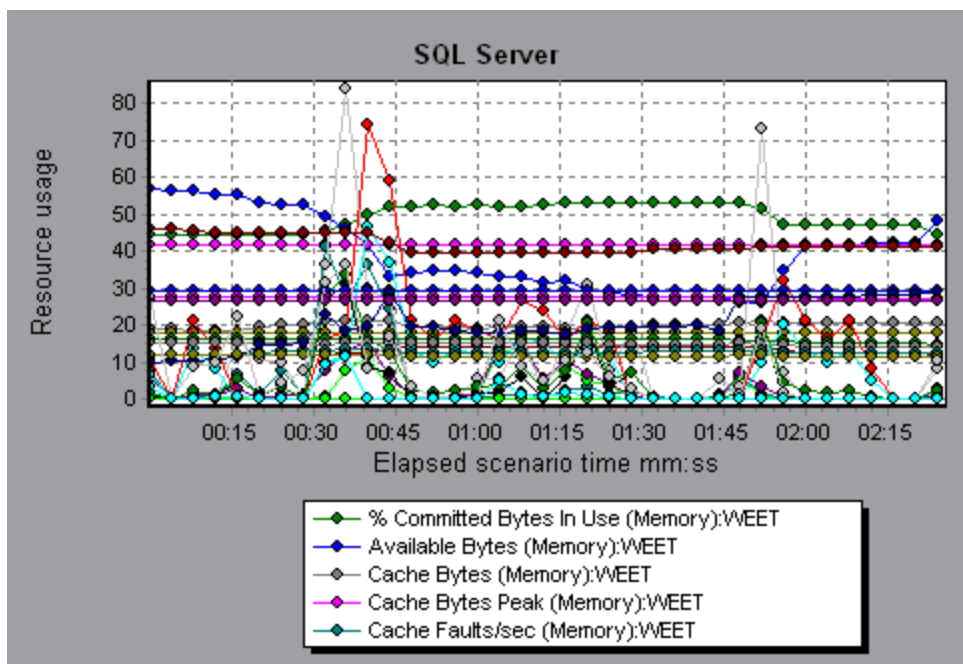 SQL Server
Resource usage
80
70
60
50
40
30
20
10
0
00:15 00:30 00:45 01:00 01:15 01:30 01:45 02:00 02:15
Elapsed scenario time mm:ss
% Committed Bytes In Use (Memory):WEET
Available Bytes (Memory):WEET
Cache Bytes (Memory):WEET
Cache Bytes Peak (Memory):WEET
Cache Faults/sec (Memory):WEET